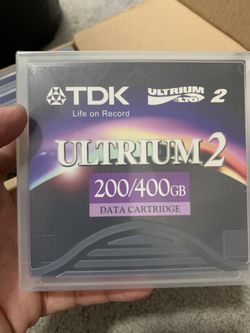 TDK
Life on Record
ULTRIUM
LTO 2
ULTRIUM 2
200/400GB
DATA CARTRIDGE